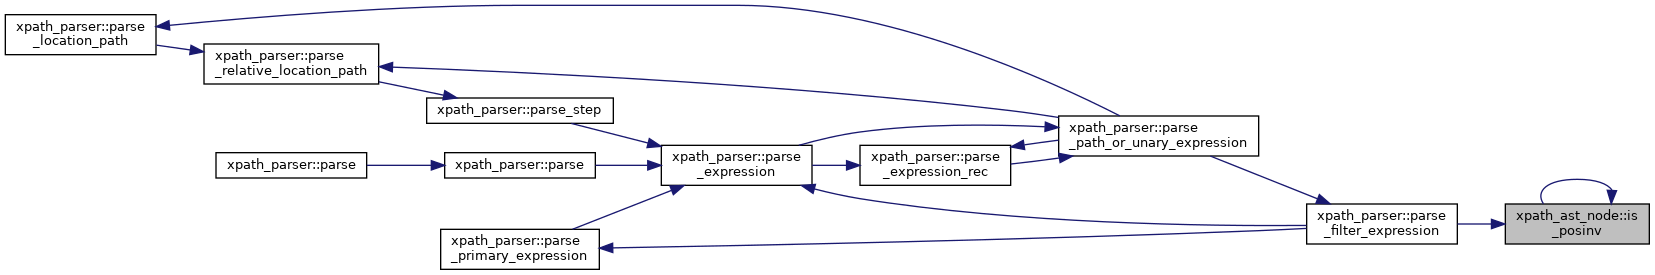 xpath_parser::parse
_location_path
xpath_parser::parse
_relative_location_path
xpath_parser::parse_step
xpath_parser::parse
xpath_parser::parse
xpath_parser::parse
_expression
xpath_parser::parse
_primary_expression
xpath_parser::parse
_expression_rec
xpath_parser::parse
_path_or_unary_expression
xpath_parser::parse
_filter_expression
xpath_ast_node::is
_posinv